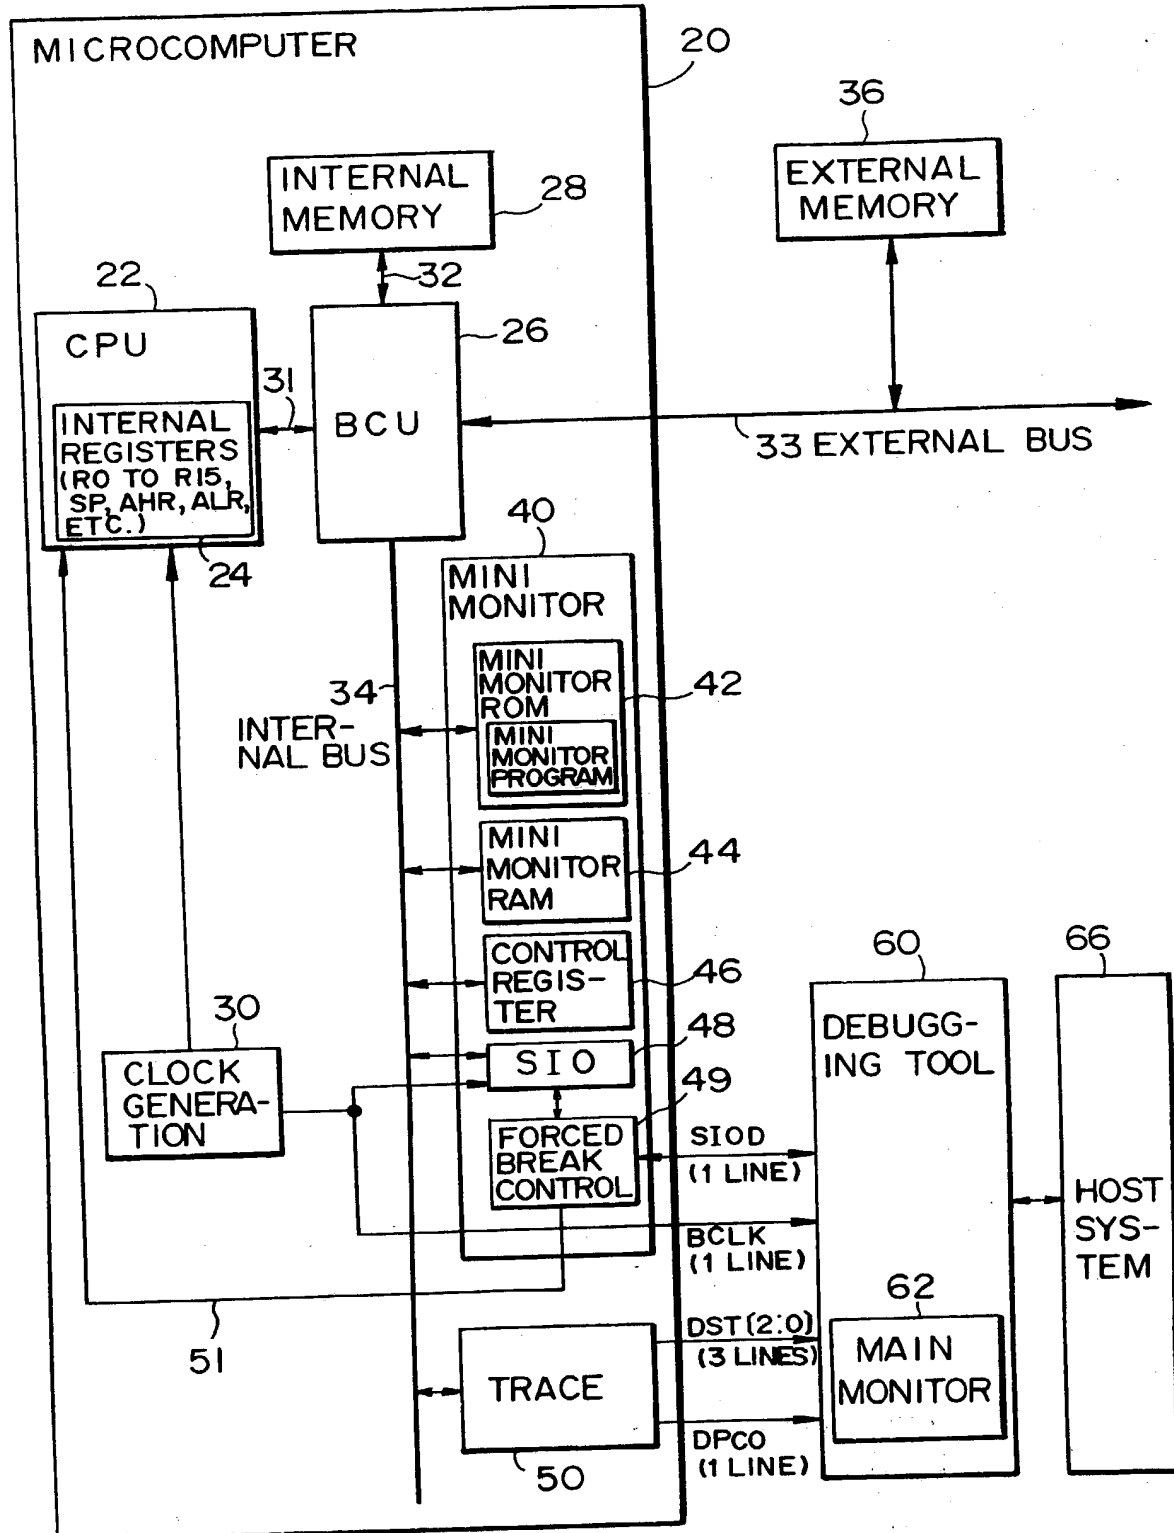 MICROCOMPUTER
20
36
INTERNAL
MEMORY
28
EXTERNAL
MEMORY
32
22
26
CPU
31
BCU
INTERNAL
REGISTERS
(R0 TO R15,
SP, AHR, ALR,
ETC.)
33 EXTERNAL BUS
24
40
MINI
MONITOR
MINI
MONITOR
ROM
42
MINI
MONITOR
PROGRAM
34
INTER-
NAL BUS
MINI
MONITOR
RAM
44
CONTROL
REGIS-
TER
46
60
66
30
48
SIO
DEBUGG-
ING TOOL
CLOCK
GENERA-
TION
49
FORCED
BREAK
CONTROL
SIOD
(1 LINE)
HOST
SYS-
TEM
BCLK
(1 LINE)
51
62
DST(2:0)
(3 LINES)
MAIN
MONITOR
TRACE
50
DPCO
(1 LINE)